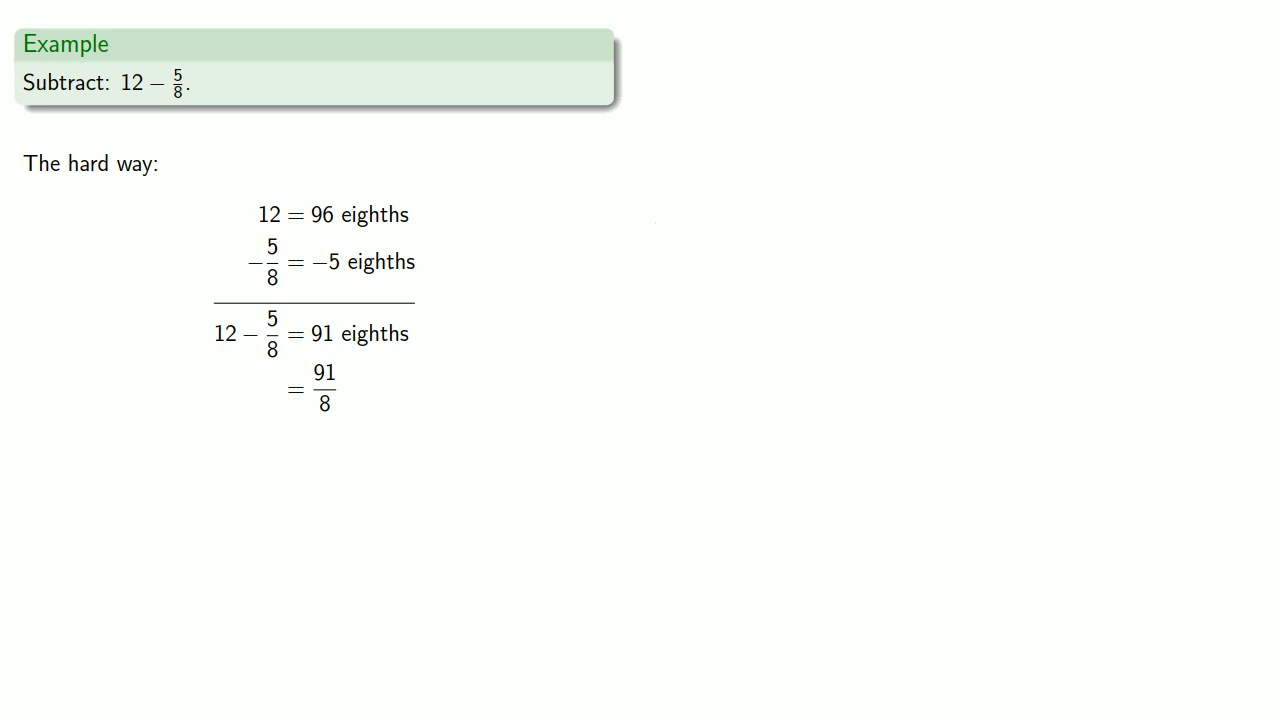 Example
Subtract: 12 − 5/8.
The hard way:
12 = 96 eighths
−5/8 = −5 eighths
12 − 5/8 = 91 eighths
= 91/8